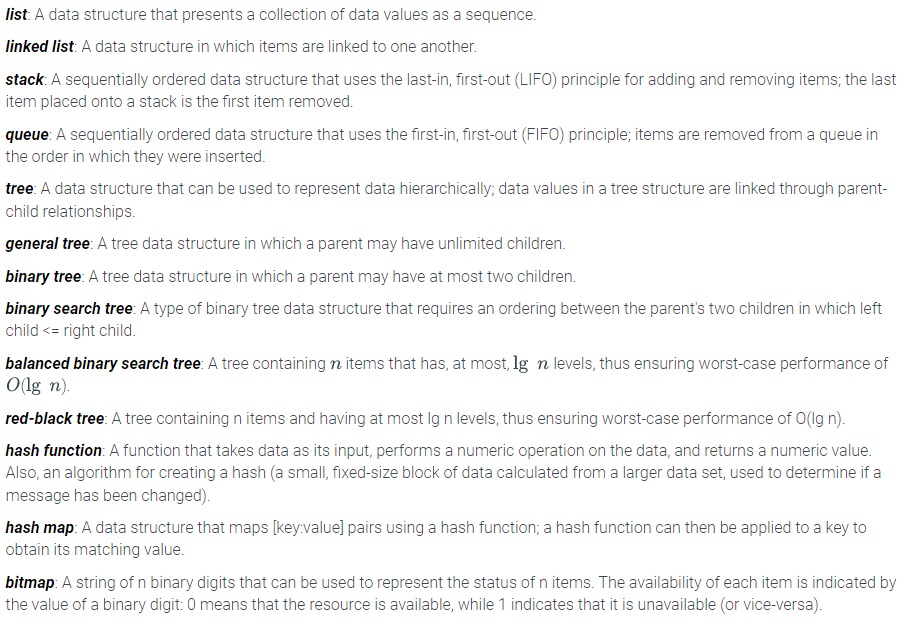 list: A data structure that presents a collection of data values as a sequence.
linked list: A data structure in which items are linked to one another.
stack: A sequentially ordered data structure that uses the last-in, first-out (LIFO) principle for adding and removing items; the last
item placed onto a stack is the first item removed.
queue: A sequentially ordered data structure that uses the first-in, first-out (FIFO) principle; items are removed from a queue in
the order in which they were inserted.
tree: A data structure that can be used to represent data hierarchically; data values in a tree structure are linked through parent-
child relationships.
general tree: A tree data structure in which a parent may have unlimited children.
binary tree: A tree data structure in which a parent may have at most two children.
binary search tree: A type of binary tree data structure that requires an ordering between the parent's two children in which left
child <= right child.
balanced binary search tree: A tree containing n items that has, at most, lg n levels, thus ensuring worst-case performance of
O(lg n).
red-black tree: A tree containing n items and having at most lg n levels, thus ensuring worst-case performance of O(lg n).
hash function: A function that takes data as its input, performs a numeric operation on the data, and returns a numeric value.
Also, an algorithm for creating a hash (a small, fixed-size block of data calculated from a larger data set, used to determine if a
message has been changed).
hash map: A data structure that maps [key:value] pairs using a hash function; a hash function can then be applied to a key to
obtain its matching value.
bitmap: A string of n binary digits that can be used to represent the status of n items. The availability of each item is indicated by
the value of a binary digit: 0 means that the resource is available, while 1 indicates that it is unavailable (or vice-versa).